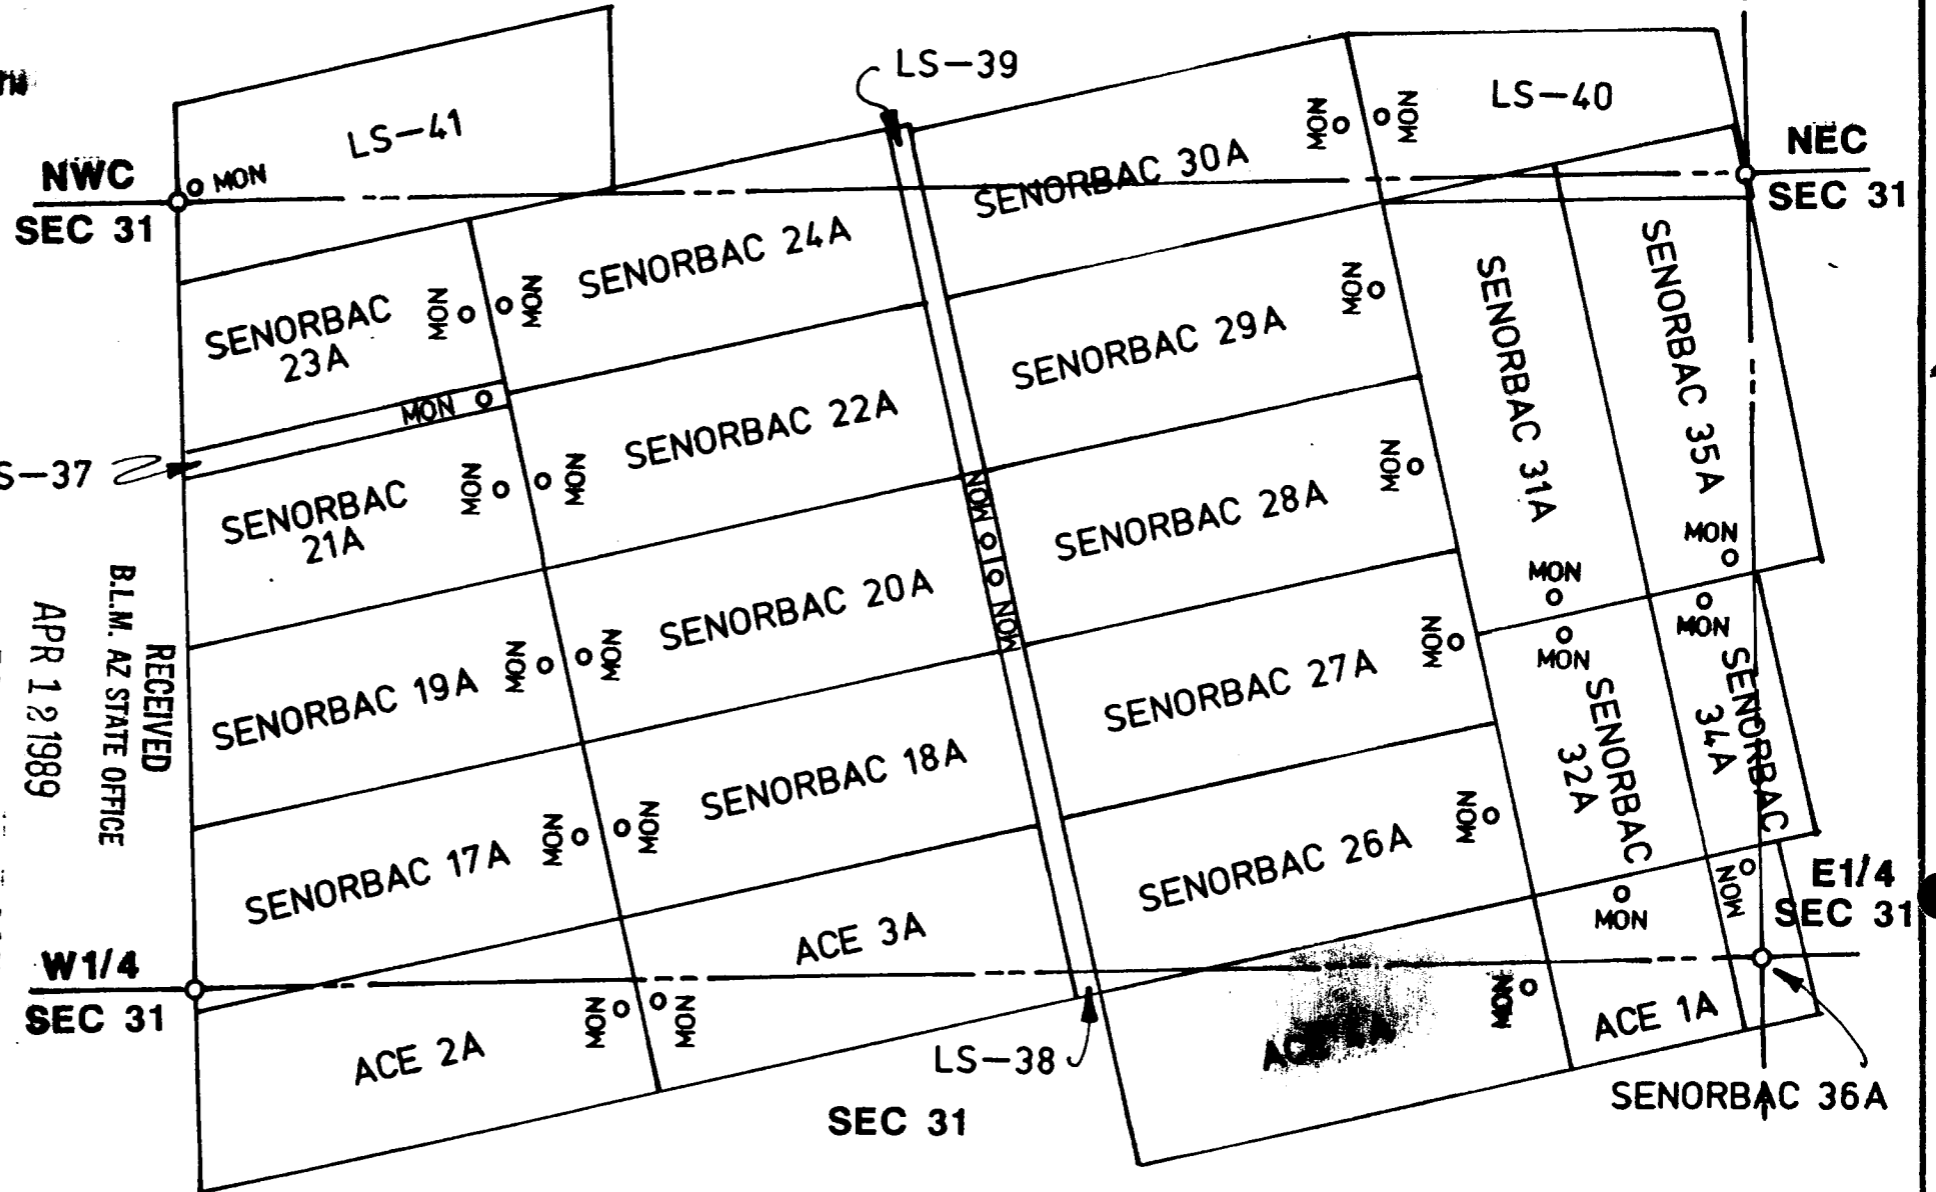 LS-39
LS-41
LS-40
MON
MON
NWC
SEC 31
MON
NEC
SEC 31
SENORBAC 30A
SENORBAC 24A
SENORBAC
23A
MON
MON
MON
SENORBAC 29A
SENORBAC 31A
SENORBAC 35A
MON
SENORBAC 22A
S-37
SENORBAC
21A
MON
MON
MON
SENORBAC 28A
MON
MON
MON
SENORBAC 20A
MON
MON
MON
MON
SENORBAC 19A
MON
MON
SENORBAC 27A
MON
SENORBAC
32A
SENORBAC
34A
RECEIVED
B.L.M. AZ STATE OFFICE
APR 12 1989
SENORBAC 18A
SENORBAC 17A
MON
MON
SENORBAC 26A
MON
MON
MON
E1/4
SEC 31
W1/4
SEC 31
ACE 3A
ACE 2A
MON
MON
MON
ACE 1A
LS-38
SENORBAC 36A
SEC 31